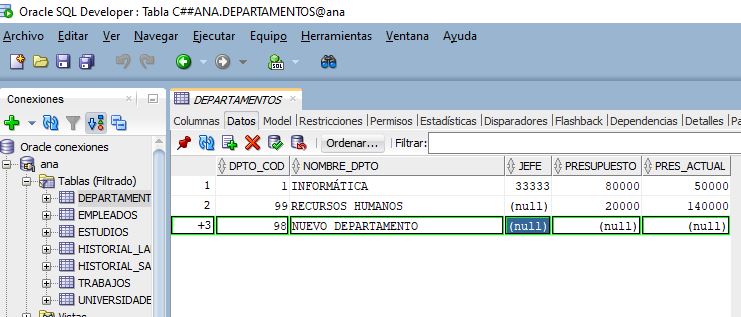 Oracle SQL Developer : Tabla C##ANA.DEPARTAMENTOS@ana
Archivo Editar Ver Navegar Ejecutar Equipo Herramientas Ventana Ayuda
SQL
Conexiones
Oracle conexiones
ana
Tablas (Filtrado)
DEPARTAMENT
EMPLEADOS
ESTUDIOS
HISTORIAL_LA
HISTORIAL_SA
TRABAJOS
UNIVERSIDADE
Vistas
DEPARTAMENTOS
Columnas Datos Model Restricciones Permisos Estadísticas Disparadores Flashback Dependencias Detalles Pa
Ordenar... Filtrar:
DPTO_COD NOMBRE_DPTO JEFE PRESUPUESTO PRES_ACTUAL
1 1 INFORMÁTICA 33333 80000 50000
2 99 RECURSOS HUMANOS (null) 20000 140000
+3 98 NUEVO DEPARTAMENTO (null) (null) (null)